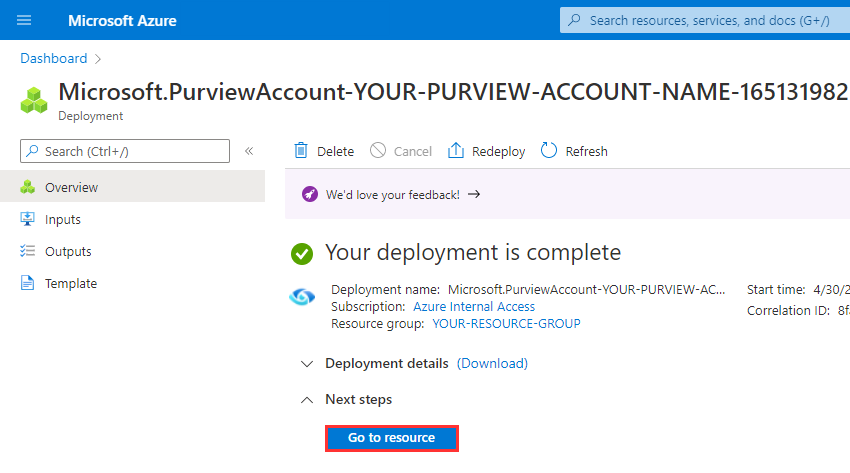 Microsoft Azure
Search resources, services, and docs (G+/)
Dashboard
Microsoft.PurviewAccount-YOUR-PURVIEW-ACCOUNT-NAME-165131982
Deployment
Search (Ctrl+/)
Delete
Cancel
Redeploy
Refresh
Overview
Inputs
Outputs
Template
We'd love your feedback!
Your deployment is complete
Deployment name: Microsoft.PurviewAccount-YOUR-PURVIEW-AC...
Subscription: Azure Internal Access
Resource group: YOUR-RESOURCE-GROUP
Start time: 4/30/2
Correlation ID: 8fa
Deployment details (Download)
Next steps
Go to resource